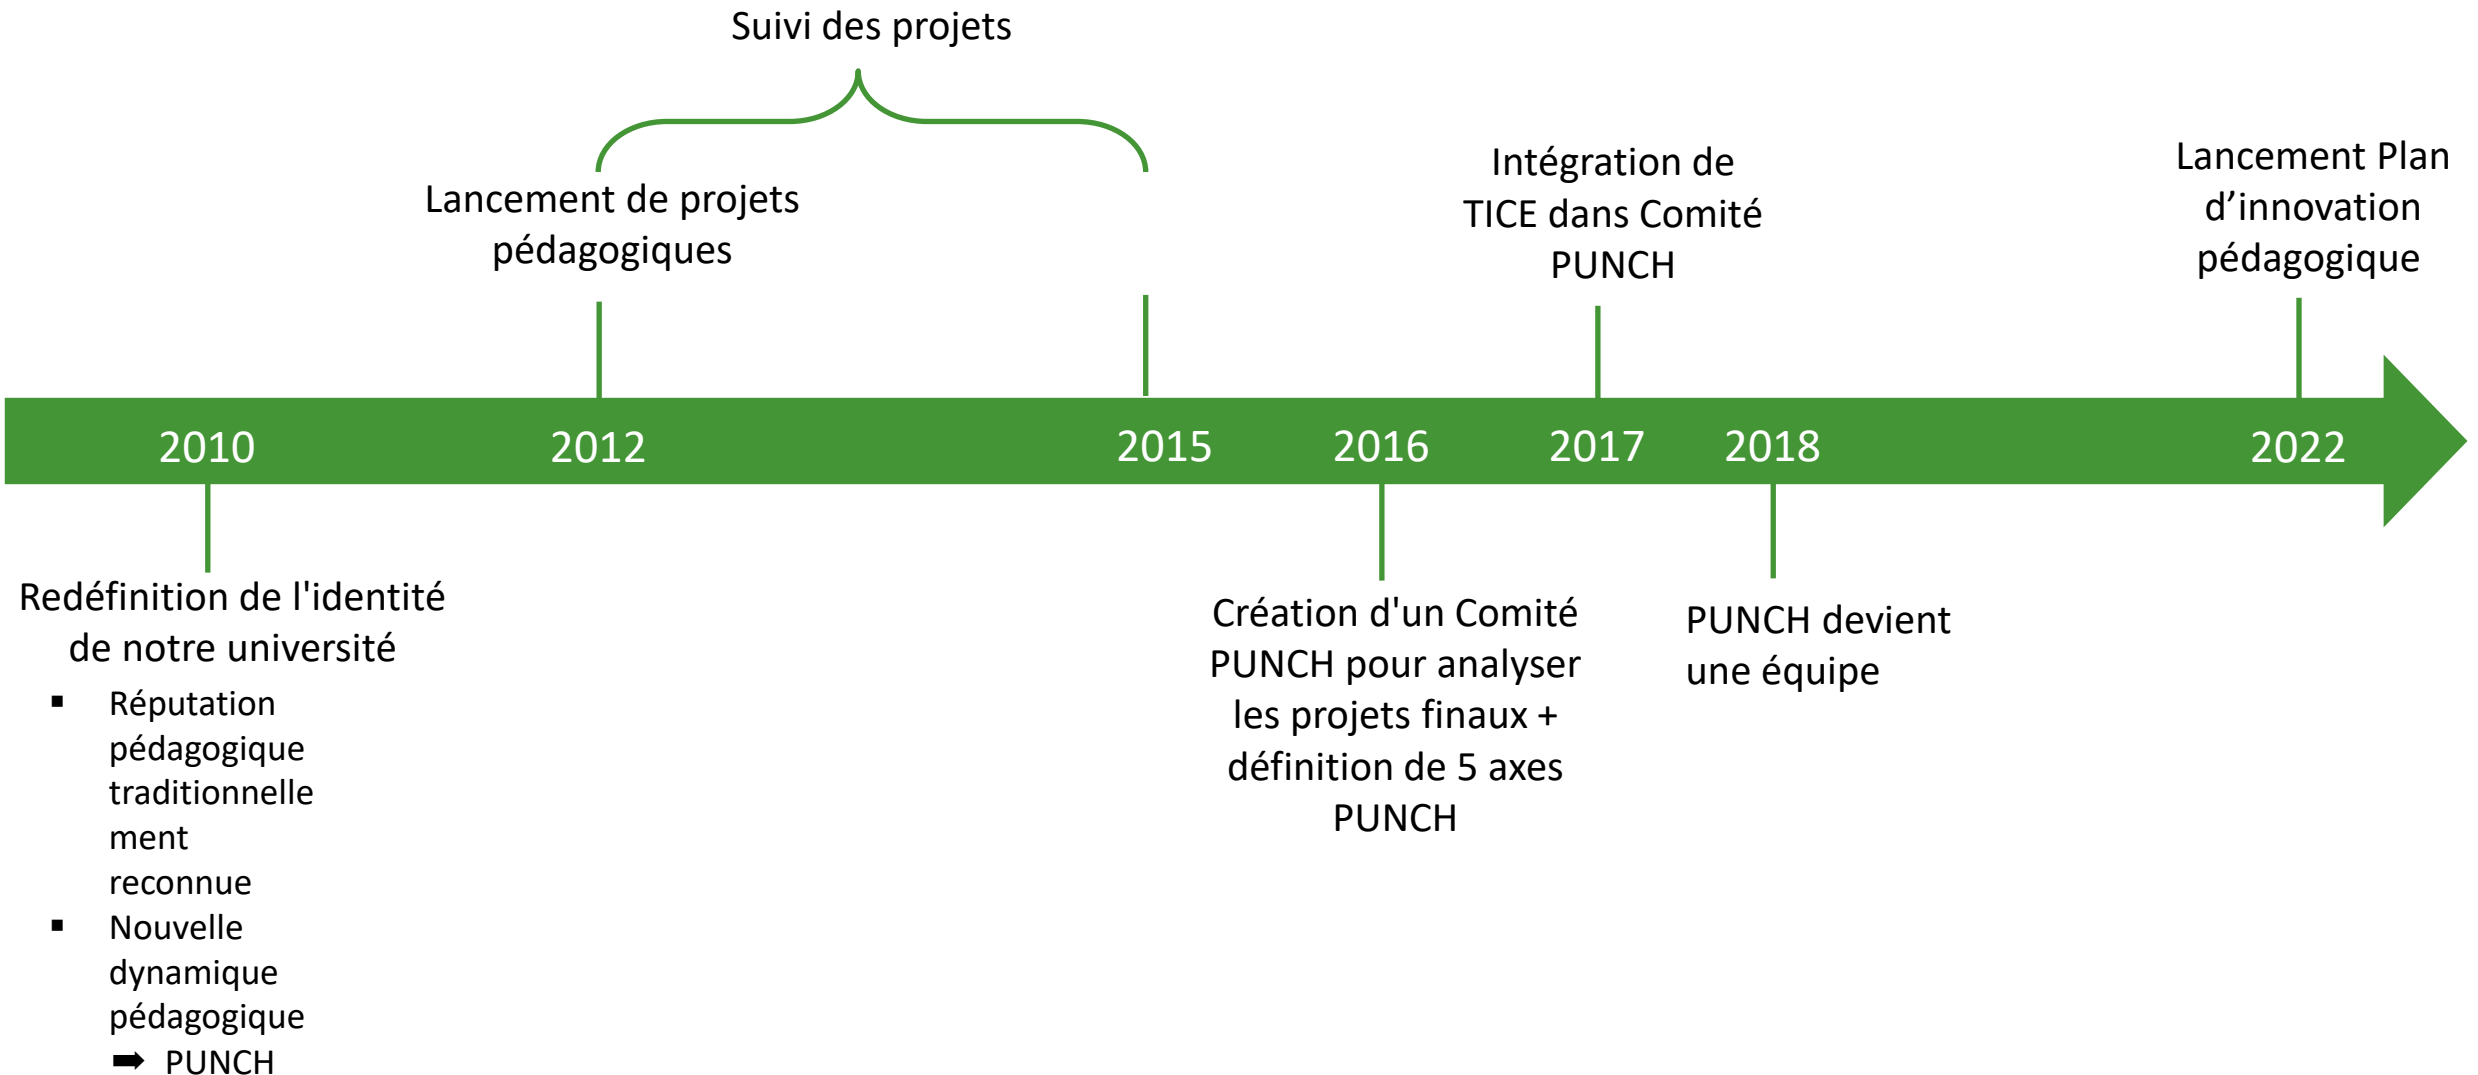 Suivi des projets
Lancement de projets
pédagogiques
Intégration de
TICE dans Comité
PUNCH
Lancement Plan
d’innovation
pédagogique
2010
2012
2015
2016
2017
2018
2022
Redéfinition de l'identité
de notre université
▪ Réputation
pédagogique
traditionnelle
ment
reconnue
▪ Nouvelle
dynamique
pédagogique
➡ PUNCH
Création d'un Comité
PUNCH pour analyser
les projets finaux +
définition de 5 axes
PUNCH
PUNCH devient
une équipe